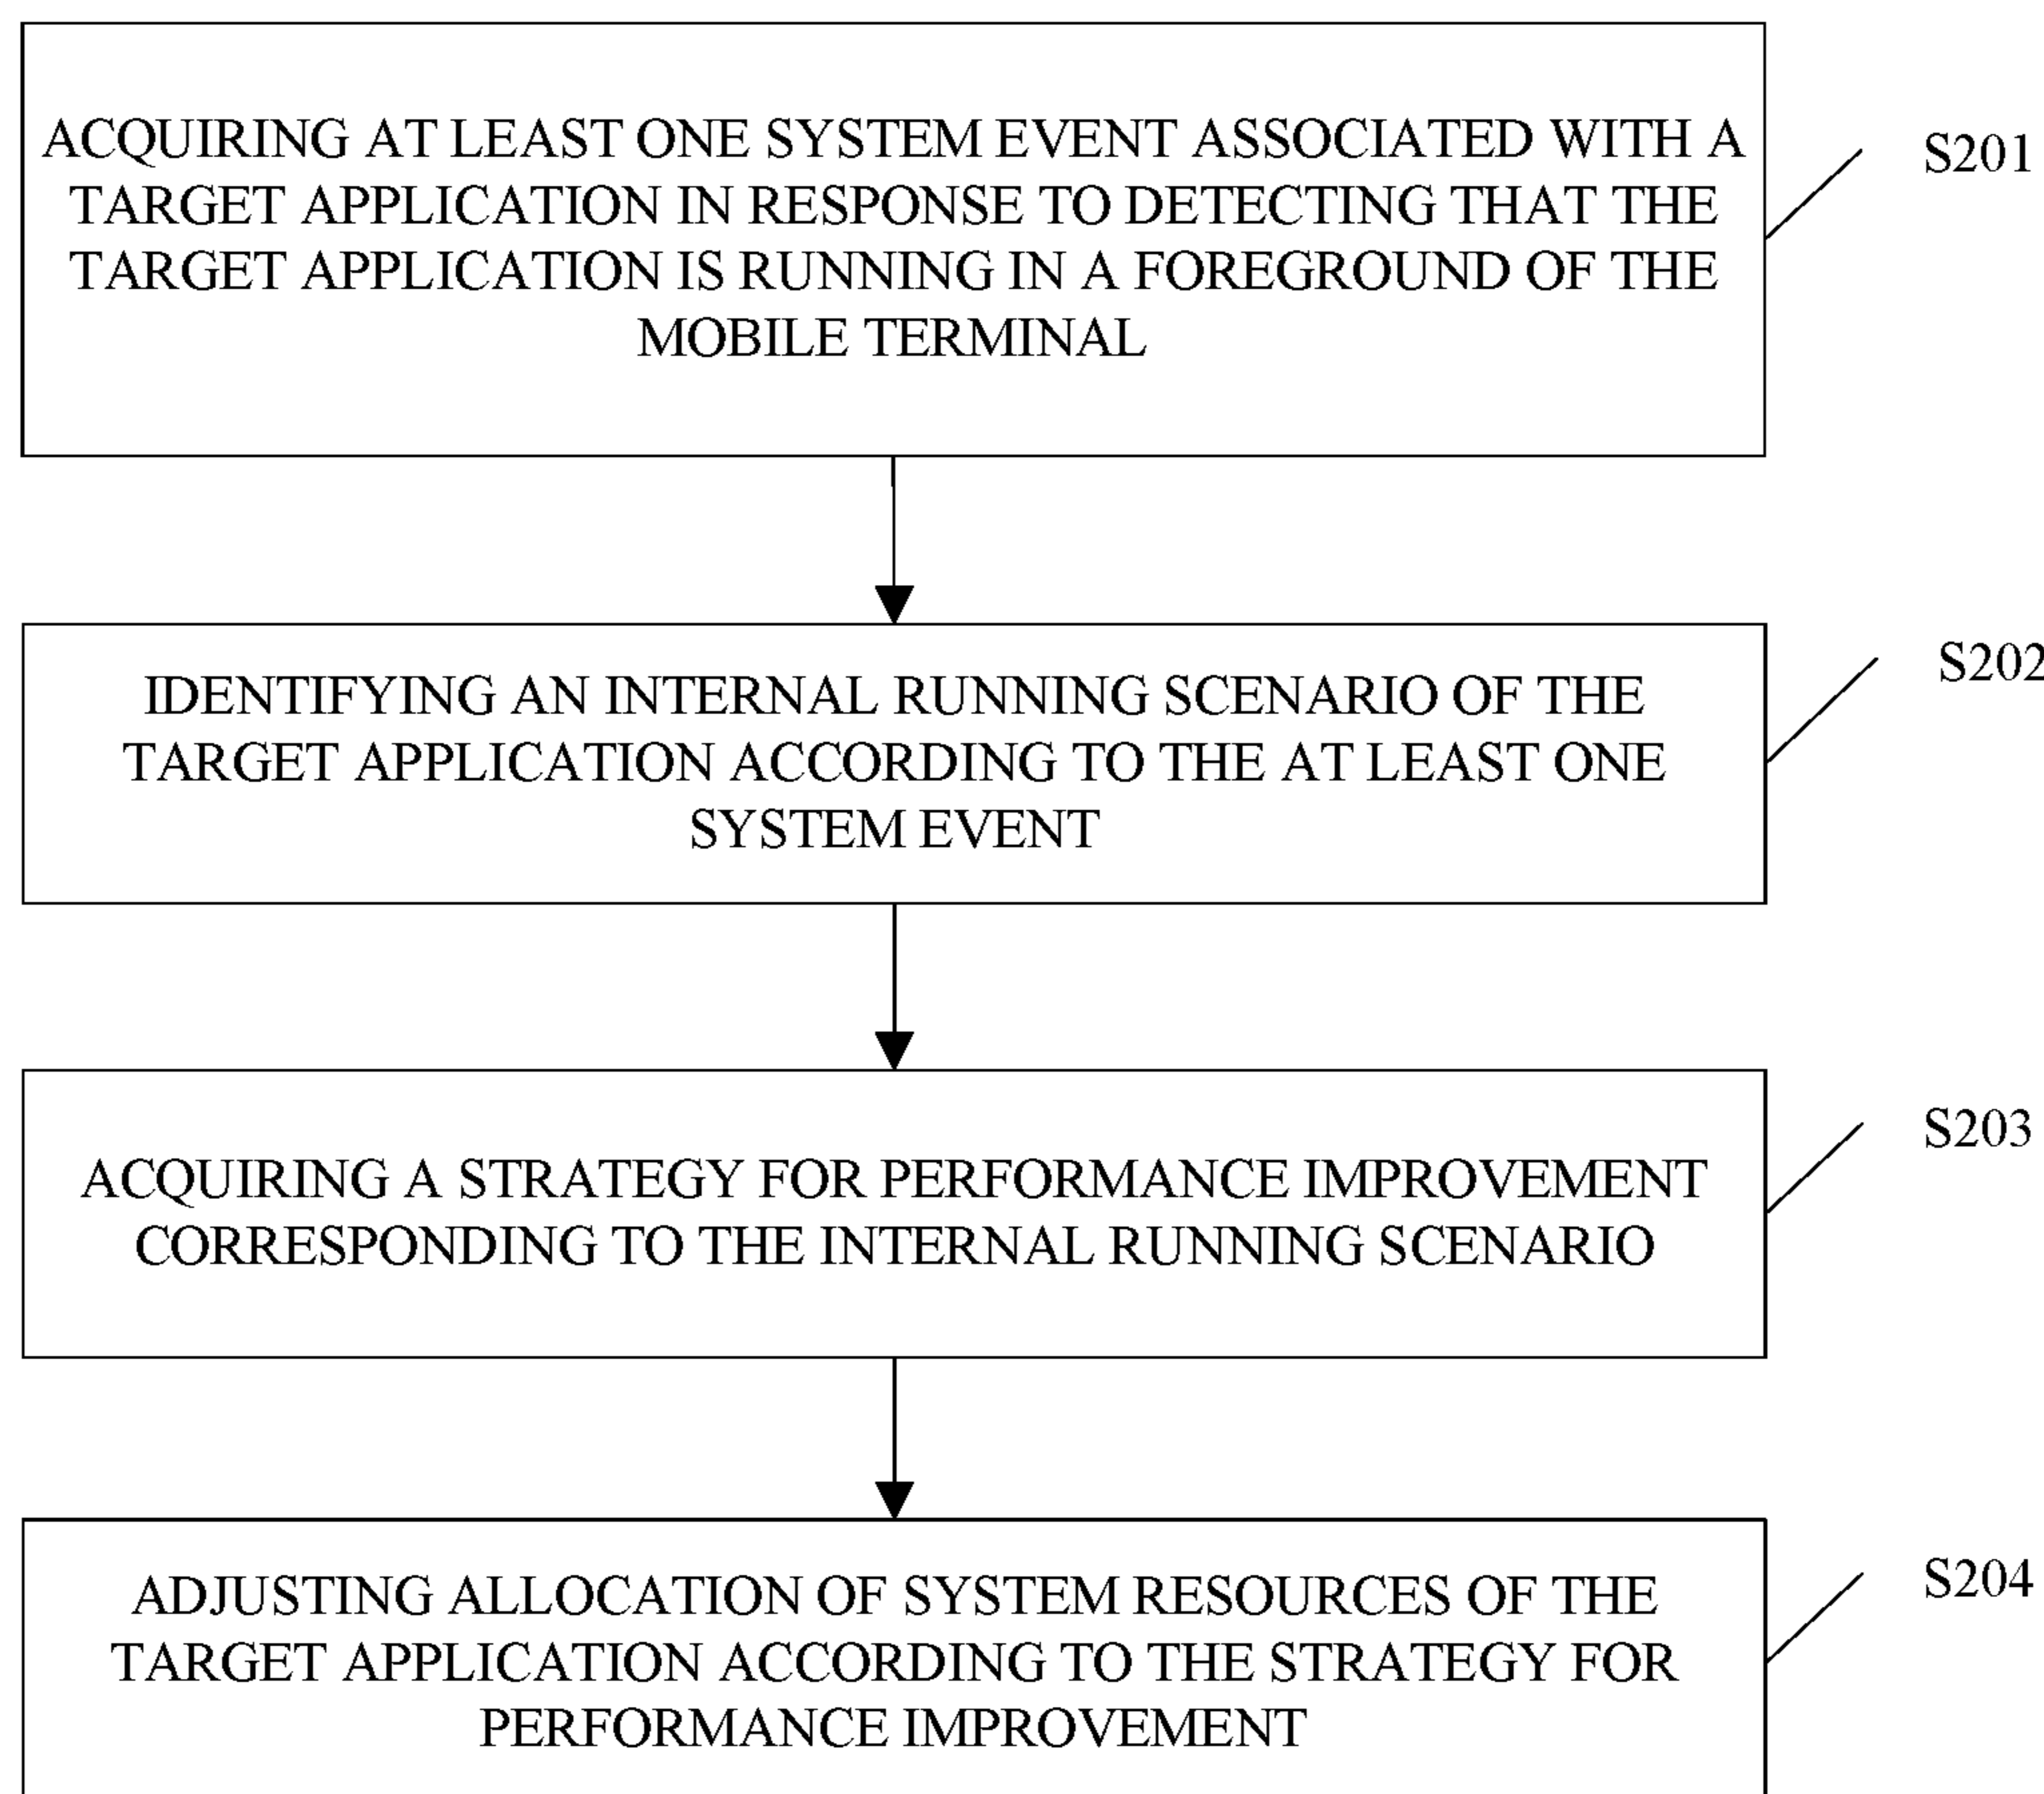 ACQUIRING AT LEAST ONE SYSTEM EVENT ASSOCIATED WITH A
TARGET APPLICATION IN RESPONSE TO DETECTING THAT THE
TARGET APPLICATION IS RUNNING IN A FOREGROUND OF THE
MOBILE TERMINAL
S201
IDENTIFYING AN INTERNAL RUNNING SCENARIO OF THE
TARGET APPLICATION ACCORDING TO THE AT LEAST ONE
SYSTEM EVENT
S202
ACQUIRING A STRATEGY FOR PERFORMANCE IMPROVEMENT
CORRESPONDING TO THE INTERNAL RUNNING SCENARIO
S203
ADJUSTING ALLOCATION OF SYSTEM RESOURCES OF THE
TARGET APPLICATION ACCORDING TO THE STRATEGY FOR
PERFORMANCE IMPROVEMENT
S204